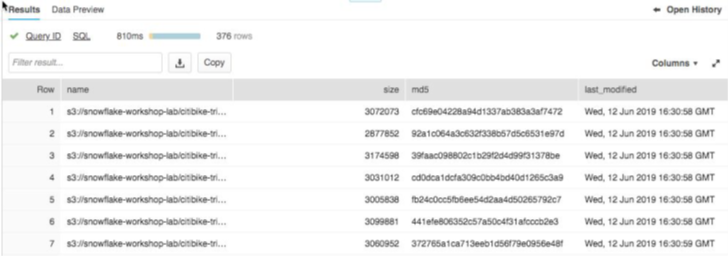 Results Data Preview Open History
Query ID SQL 810ms 376 rows
Filter result... Copy Columns
Row name size md5 last_modified
1 s3://snowflake-workshop-lab/citibike-tri... 3072073 cfc69e04228a94d1337ab383a3af7472 Wed, 12 Jun 2019 16:30:58 GMT
2 s3://snowflake-workshop-lab/citibike-tri... 2877852 92a1c064a3c632f338b57d5c6531e97d Wed, 12 Jun 2019 16:30:58 GMT
3 s3://snowflake-workshop-lab/citibike-tri... 3174598 39faac098802c1b29f2d4d99f31378be Wed, 12 Jun 2019 16:30:58 GMT
4 s3://snowflake-workshop-lab/citibike-tri... 3031012 cd0dca1dcfa309c0bb4bd40d1265c3a9 Wed, 12 Jun 2019 16:30:58 GMT
5 s3://snowflake-workshop-lab/citibike-tri... 3005838 fb24c0cc5fb6ee54d2aa4d50265792c7 Wed, 12 Jun 2019 16:30:58 GMT
6 s3://snowflake-workshop-lab/citibike-tri... 3099881 441efe806352c57a50c4f31afcccb2e3 Wed, 12 Jun 2019 16:30:58 GMT
7 s3://snowflake-workshop-lab/citibike-tri... 3060952 372765a1ca713eeb1d56f79e0956e48f Wed, 12 Jun 2019 16:30:59 GMT